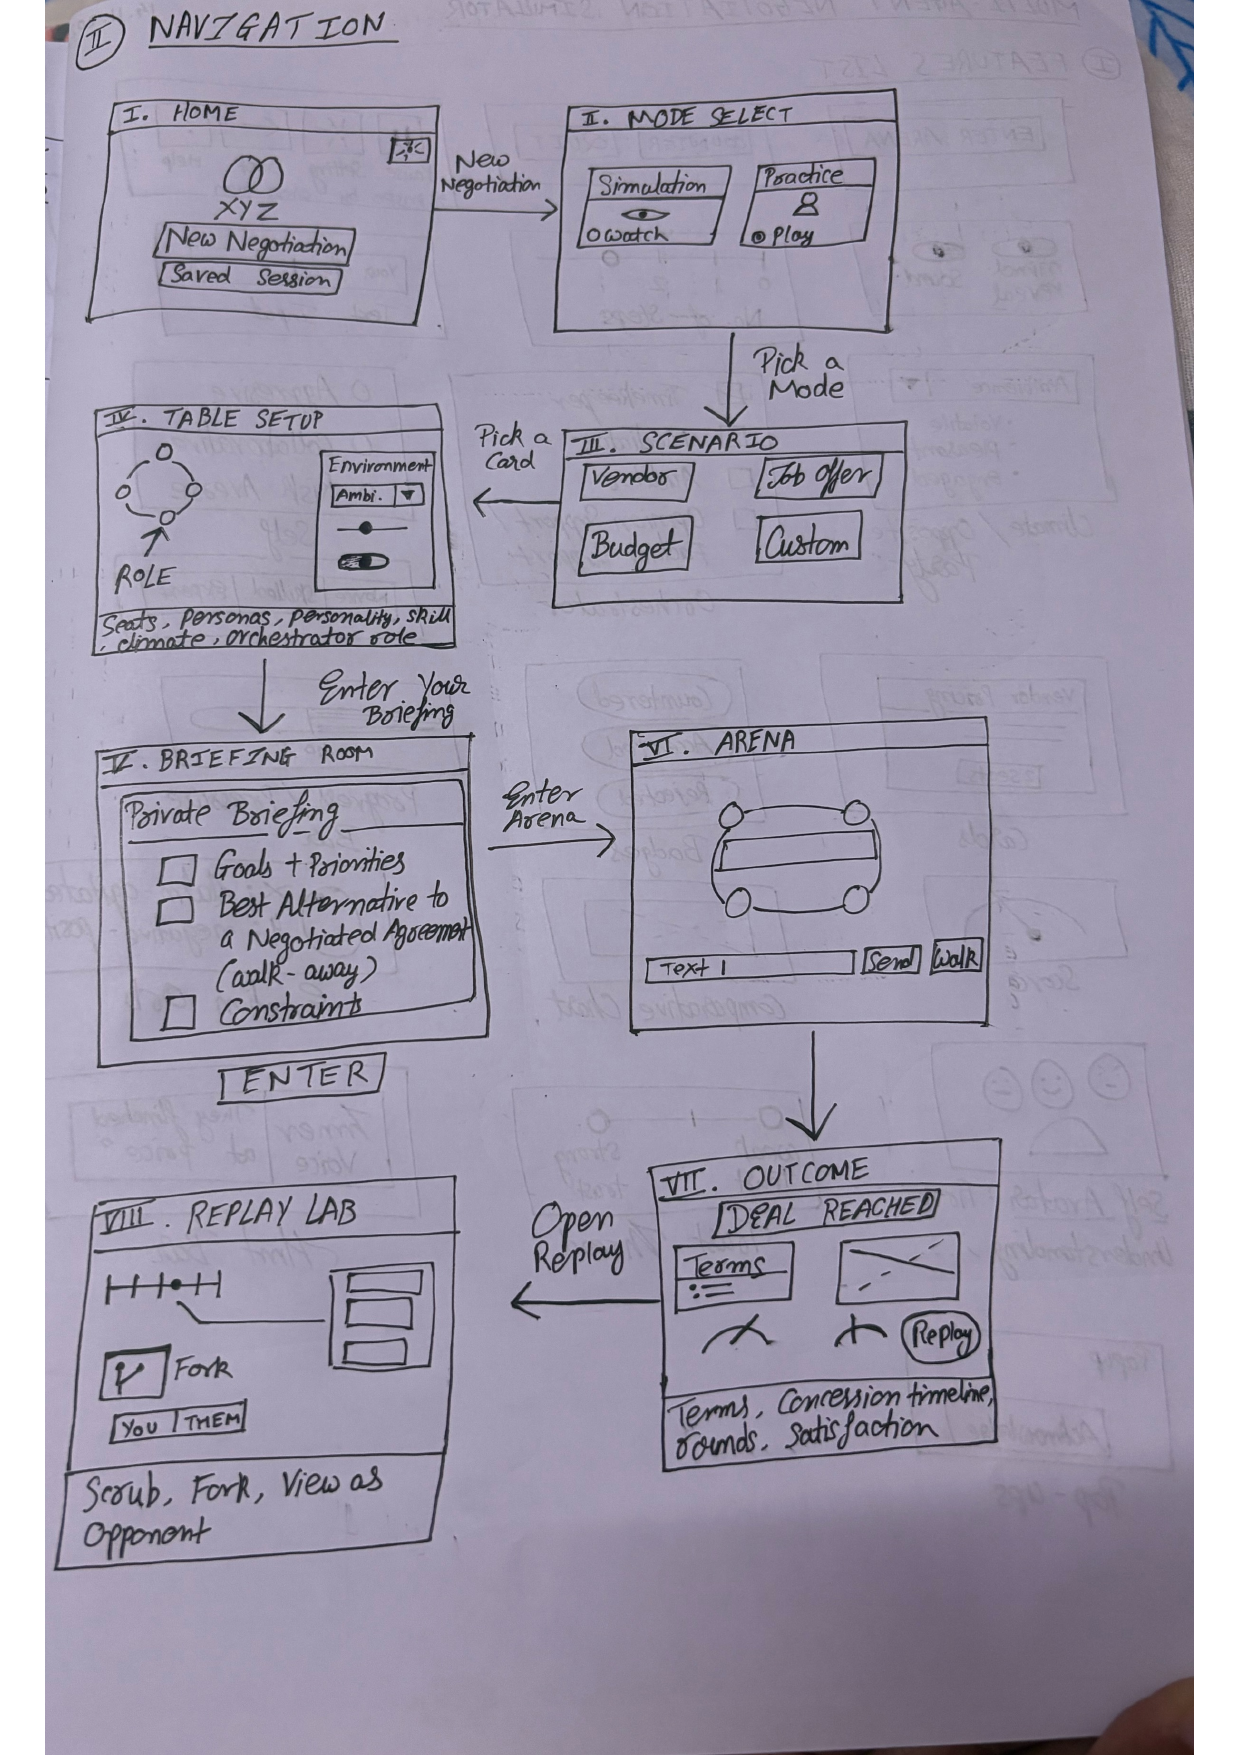 II NAVIGATION
I. HOME
XYZ
New Negotiation
Saved Session
New
Negotiation
II. MODE SELECT
Simulation
Watch
Practice
Play
Pick a
Mode
III. SCENARIO
Vendor
Job Offer
Budget
Custom
Pick a
Card
IV. TABLE SETUP
Environment
Ambi.
ROLE
Seats, personas, personality, skill
, climate, orchestrator role
Enter Your
Briefing
IV. BRIEFING ROOM
Private Briefing
Goals + Priorities
Best Alternative to
a Negotiated Agreement
(walk-away)
Constraints
ENTER
Enter
Arena
VI. ARENA
Text
Send
Walk
VII. OUTCOME
DEAL REACHED
Terms
Replay
Terms, Concession timeline,
rounds, satisfaction
Open
Replay
VIII. REPLAY LAB
Fork
YOU | THEM
Scrub, Fork, View as
Opponent